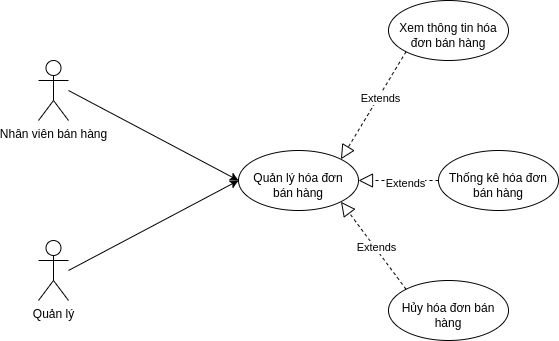 Xem thông tin hóa
đơn bán hàng
Extends
Nhân viên bán hàng
Quản lý hóa đơn
bán hàng
Extends
Thống kê hóa đơn
bán hàng
Extends
Quản lý
Hủy hóa đơn bán
hàng